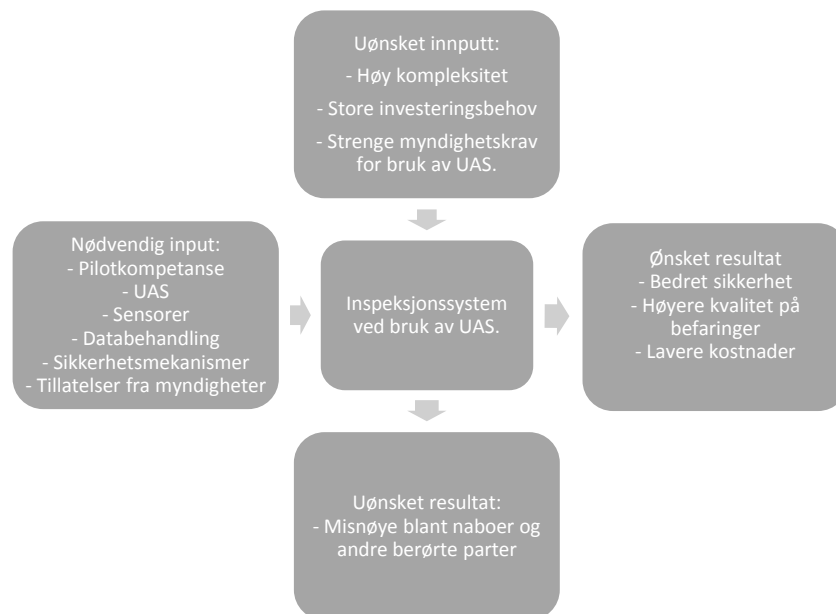 Uønsket innputt:
- Høy kompleksitet
- Store investeringsbehov
- Strenge myndighetskrav
for bruk av UAS.
Nødvendig input:
- Pilotkompetanse
- UAS
- Sensorer
- Databehandling
- Sikkerhetsmekanismer
- Tillatelser fra myndigheter
Inspeksjonssystem
ved bruk av UAS.
Ønsket resultat
- Bedret sikkerhet
- Høyere kvalitet på
befaringer
- Lavere kostnader
Uønsket resultat:
- Misnøye blant naboer og
andre berørte parter